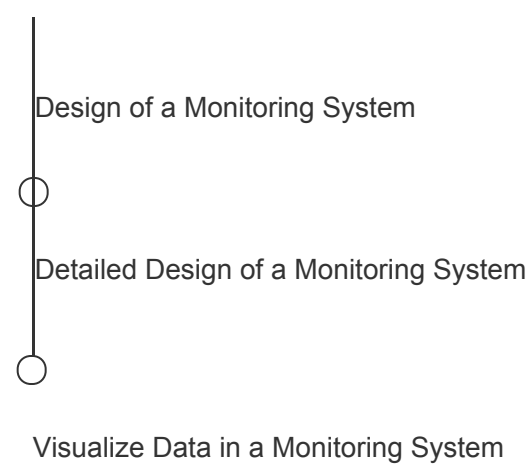 Design of a Monitoring System
Detailed Design of a Monitoring System
Visualize Data in a Monitoring System